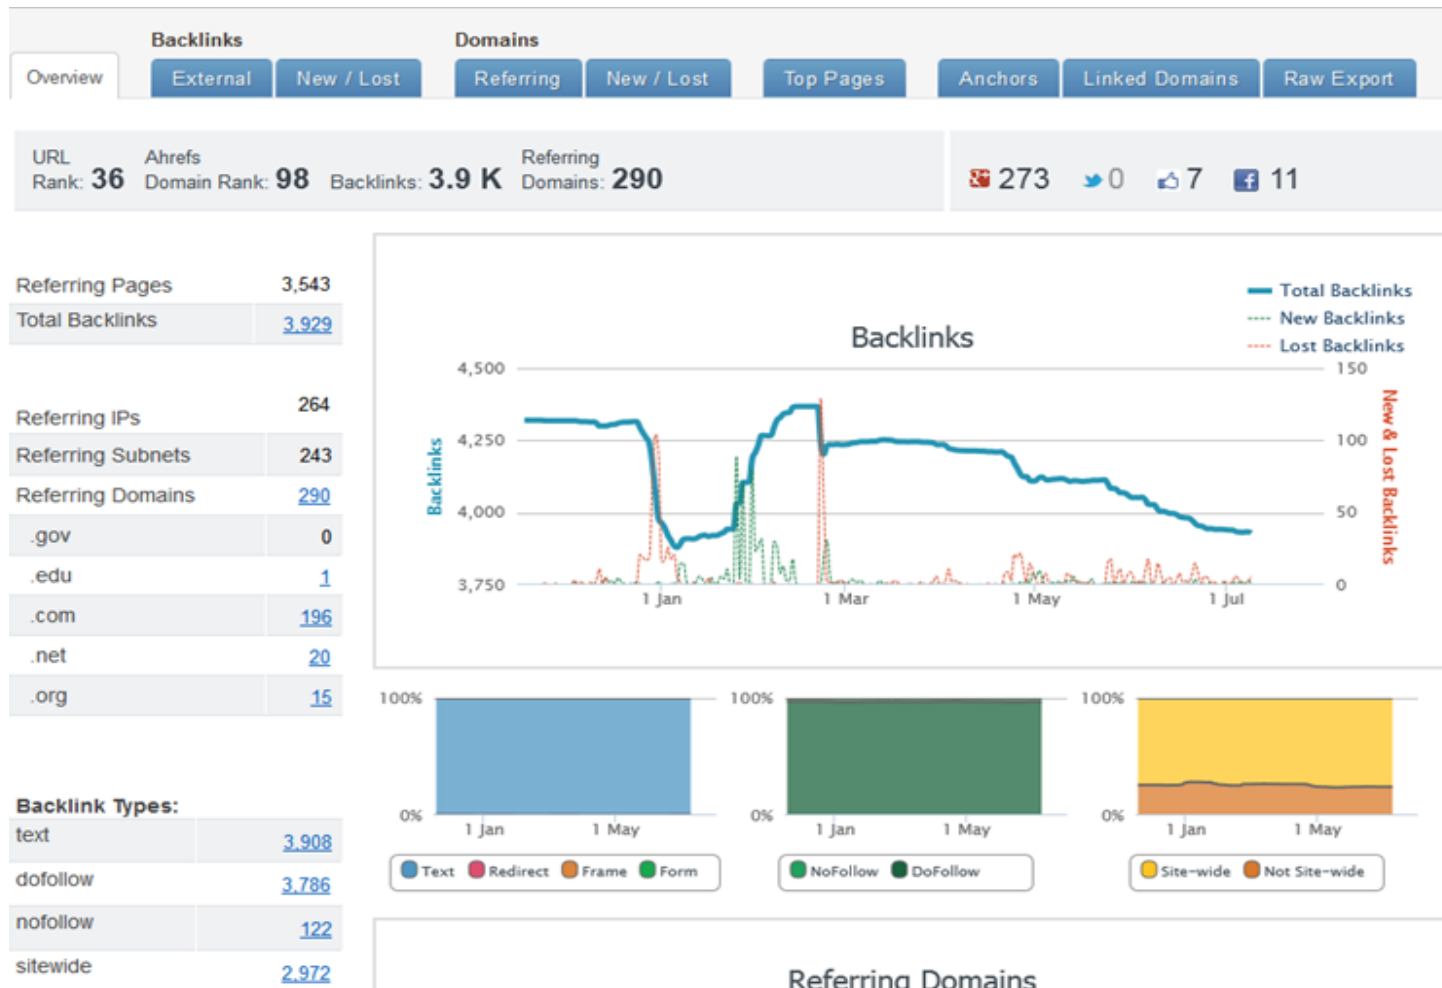 Backlinks
Domains
Overview
External
New / Lost
Referring
New / Lost
Top Pages
Anchors
Linked Domains
Raw Export
URL
Rank: 36
Ahrefs
Domain Rank: 98
Backlinks: 3.9 K
Referring
Domains: 290
273
0
7
11
Referring Pages 3,543
Total Backlinks 3,929
Referring IPs 264
Referring Subnets 243
Referring Domains 290
.gov 0
.edu 1
.com 196
.net 20
.org 15
Backlink Types:
text 3,908
dofollow 3,786
nofollow 122
sitewide 2,972
Backlinks
Total Backlinks
New Backlinks
Lost Backlinks
4,500
4,250
4,000
3,750
Backlinks
150
100
50
0
New & Lost Backlinks
1 Jan
1 Mar
1 May
1 Jul
100%
0%
1 Jan
1 May
Text Redirect Frame Form
100%
0%
1 Jan
1 May
NoFollow DoFollow
100%
0%
1 Jan
1 May
Site-wide Not Site-wide
Referring Domains